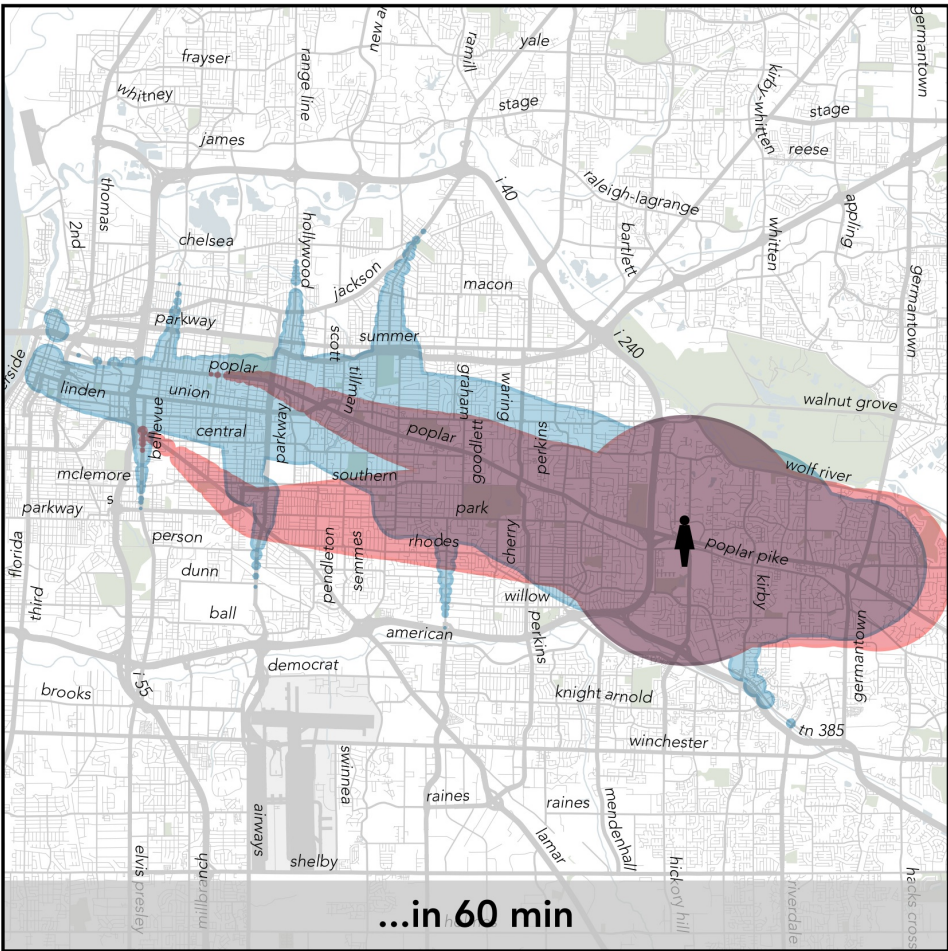 germantown
new
yale
ramill
frayser
range line
whitney
kirby-whitten
stage
stage
james
reese
i 40
raleigh-lagrange
thomas
2nd
hollywood
chelsea
bartlett
whitten
appling
jackson
macon
germantown
parkway
scott
summer
i 240
erside
poplar
linden
union
tillman
graham
waring
walnut grove
bellevue
central
parkway
poplar
goodlett
perkins
mclemore
southern
wolf river
s
parkway
park
florida
person
pendleton
semmes
rhodes
cherry
poplar pike
dunn
kirby
third
ball
willow
american
perkins
germantown
democrat
i 55
brooks
knight arnold
tn 385
winchester
swinnea
raines
raines
mendenhall
airways
lamar
shelby
elvis presley
millbranch
hickory hill
riverdale
hacks cross
...in 60 min